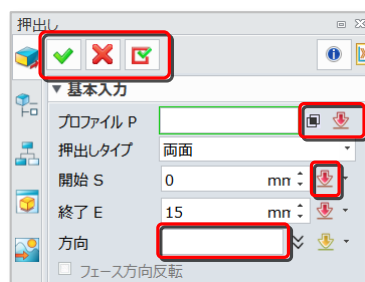 押出し
▼ 基本入力
プロファイル P
押出しタイプ 両面
開始 S 0 mm
終了 E 15 mm
方向
フェース方向反転